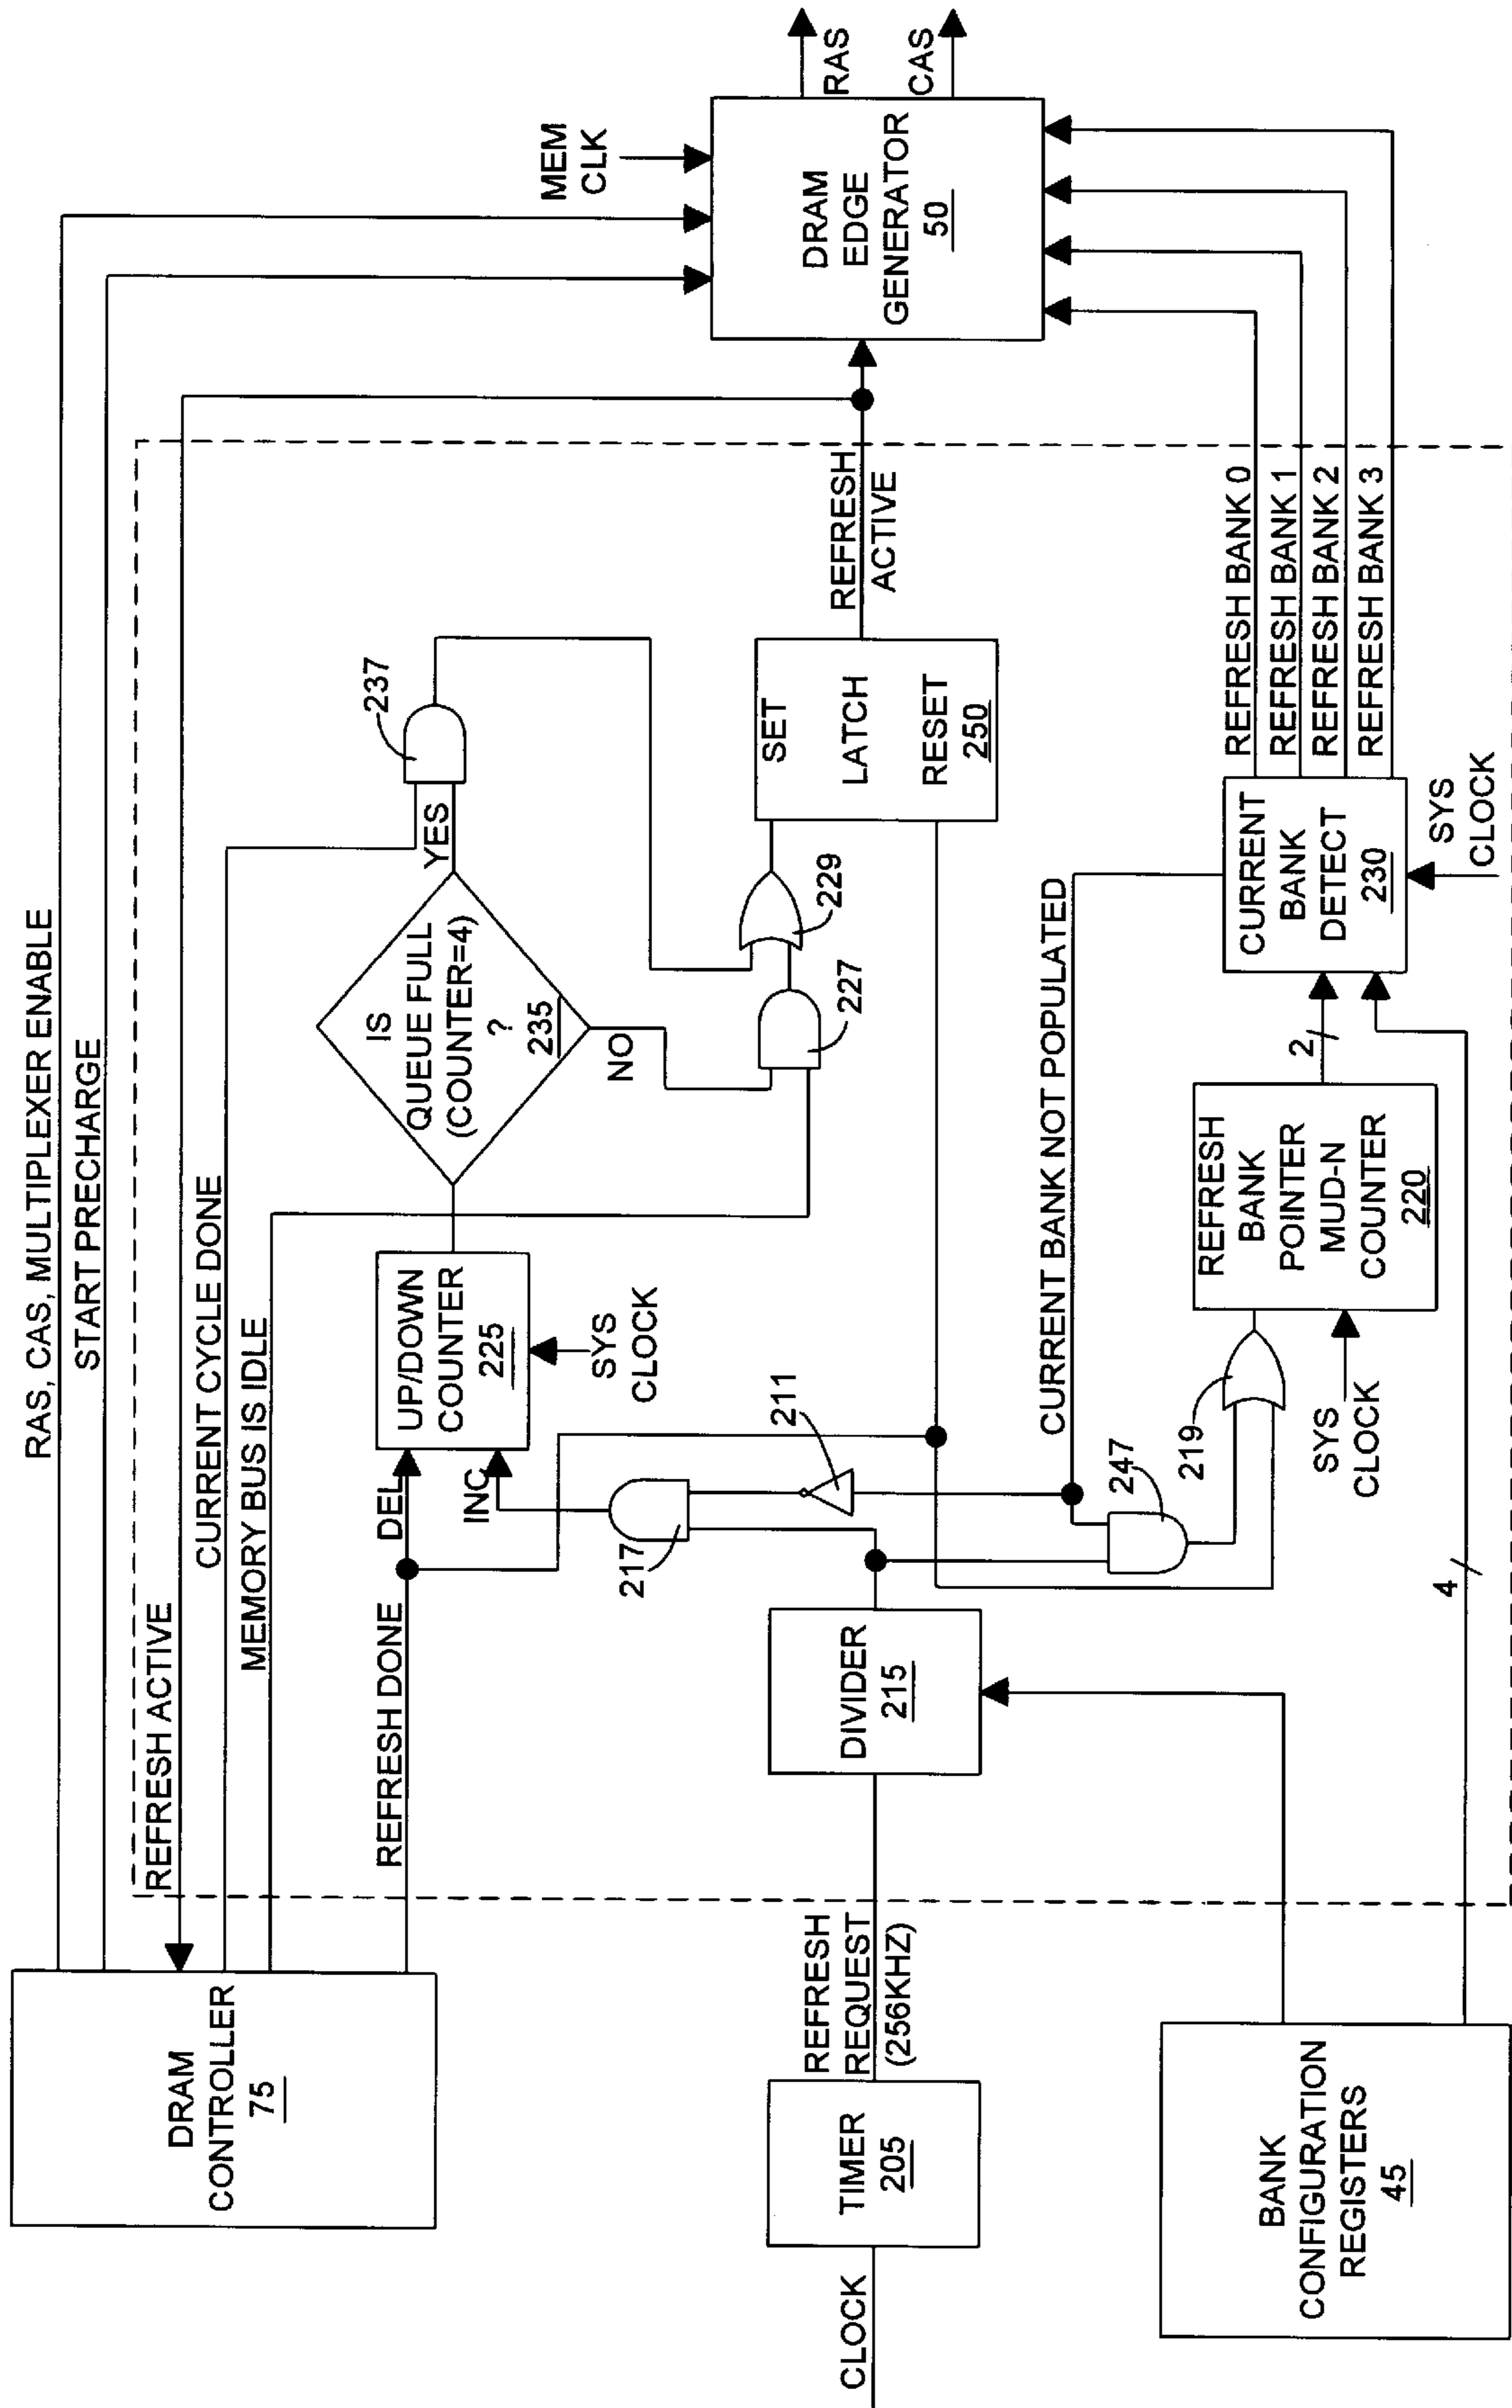 RAS, CAS, MULTIPLEXER ENABLE
START PRECHARGE
REFRESH ACTIVE
CURRENT CYCLE DONE
MEMORY BUS IS IDLE
DRAM
CONTROLLER
75
REFRESH DONE
DEL
INC
UP/DOWN
COUNTER
225
SYS
CLOCK
IS
QUEUE FULL
(COUNTER=4)
?
235
YES
NO
237
227
229
SET
LATCH
RESET
250
REFRESH
ACTIVE
MEM
CLK
DRAM
EDGE
GENERATOR
50
RAS
CAS
CLOCK
TIMER
205
REFRESH
REQUEST
(256KHZ)
DIVIDER
215
217
211
247
219
CURRENT BANK NOT POPULATED
SYS
CLOCK
REFRESH
BANK
POINTER
MUD-N
COUNTER
220
2
4
CURRENT
BANK
DETECT
230
SYS
CLOCK
REFRESH BANK 0
REFRESH BANK 1
REFRESH BANK 2
REFRESH BANK 3
BANK
CONFIGURATION
REGISTERS
45